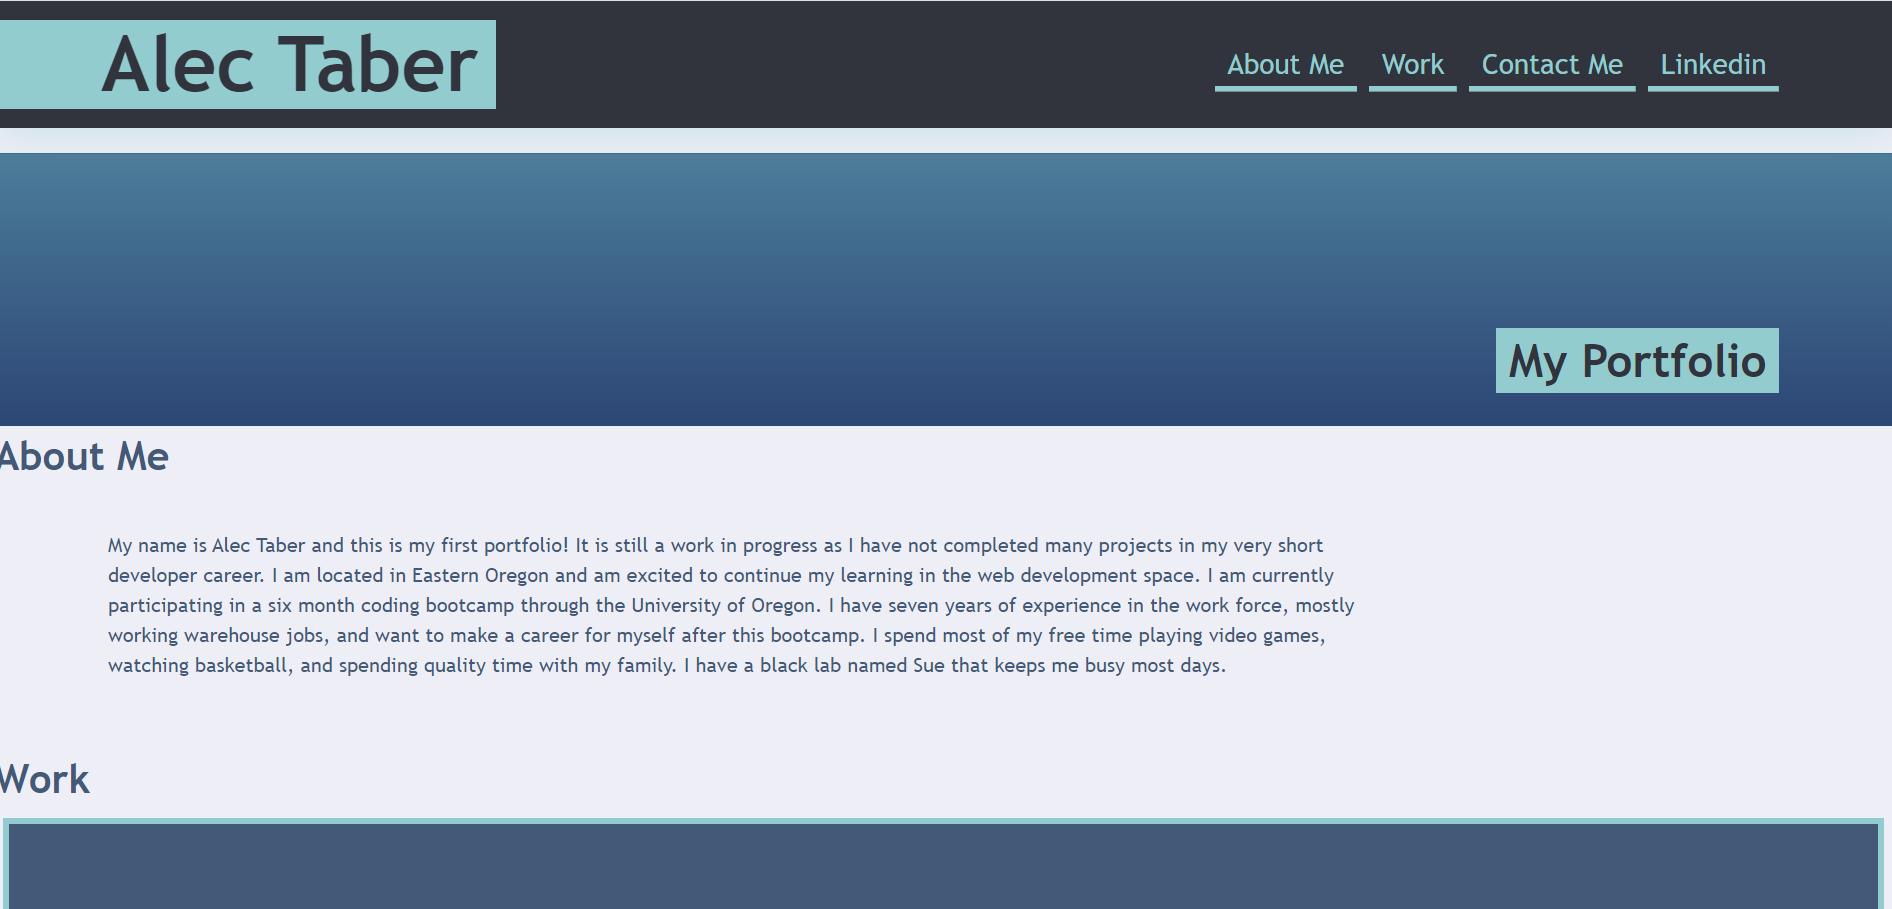 Alec Taber
About Me Work Contact Me Linkedin
My Portfolio
About Me
My name is Alec Taber and this is my first portfolio! It is still a work in progress as I have not completed many projects in my very short
developer career. I am located in Eastern Oregon and am excited to continue my learning in the web development space. I am currently
participating in a six month coding bootcamp through the University of Oregon. I have seven years of experience in the work force, mostly
working warehouse jobs, and want to make a career for myself after this bootcamp. I spend most of my free time playing video games,
watching basketball, and spending quality time with my family. I have a black lab named Sue that keeps me busy most days.
Work